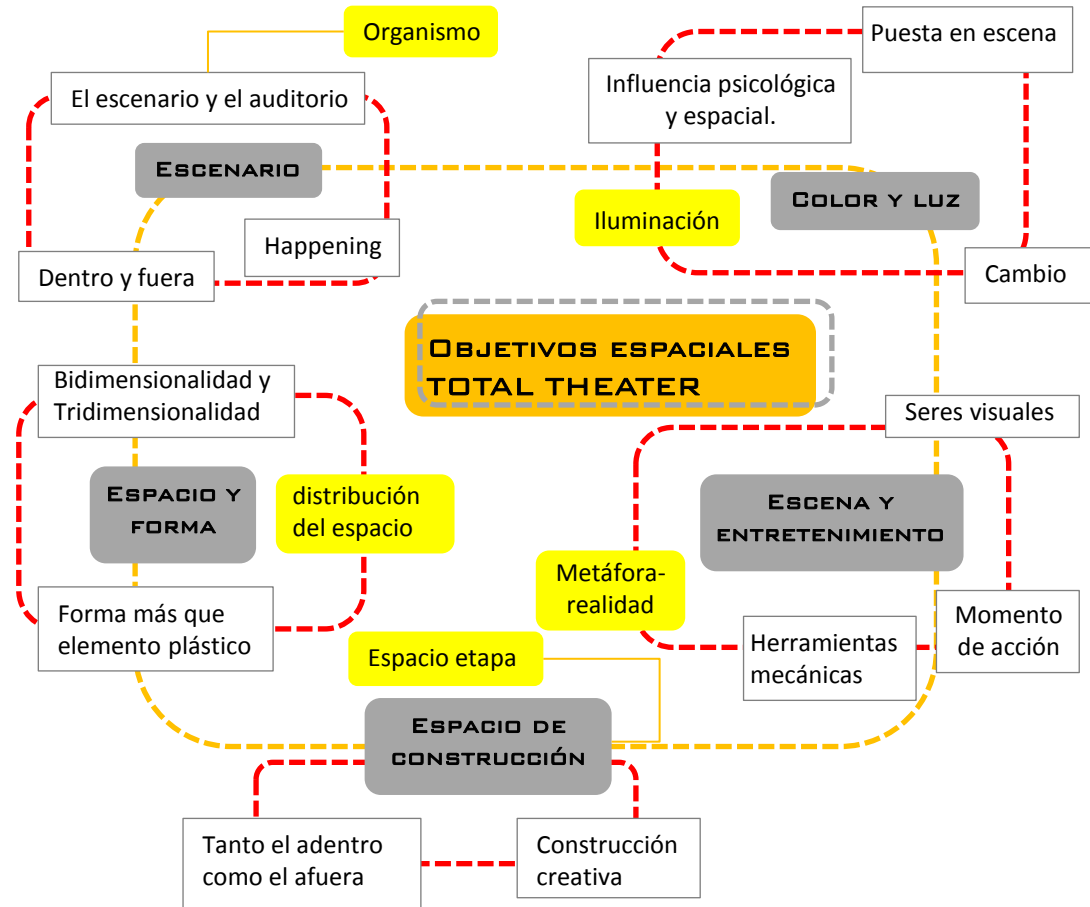 Organismo
El escenario y el auditorio
ESCENARIO
Happening
Dentro y fuera
Puesta en escena
Influencia psicológica
y espacial.
COLOR Y LUZ
Iluminación
Cambio
OBJETIVOS ESPACIALES
TOTAL THEATER
Bidimensionalidad y
Tridimensionalidad
ESPACIO Y
FORMA
distribución
del espacio
Forma más que
elemento plástico
Seres visuales
ESCENA Y
ENTRETENIMIENTO
Metáfora-
realidad
Herramientas
mecánicas
Momento
de acción
Espacio etapa
ESPACIO DE
CONSTRUCCIÓN
Tanto el adentro
como el afuera
Construcción
creativa